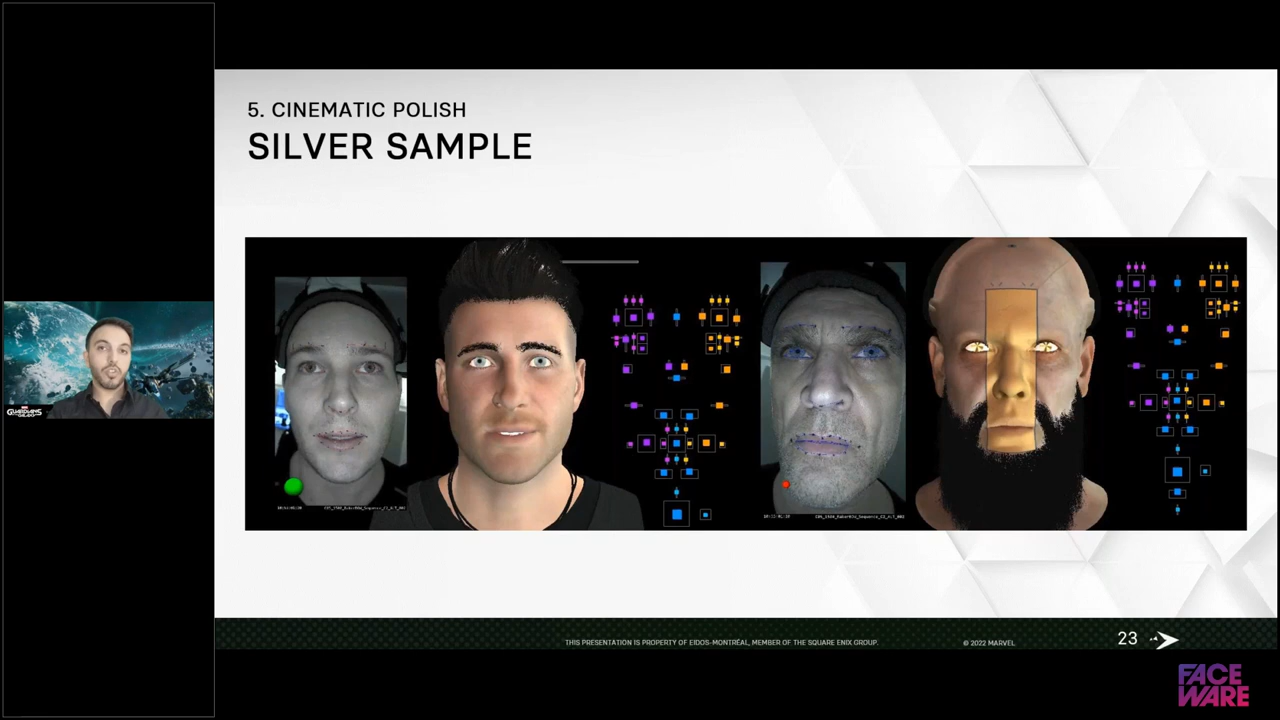 5. CINEMATIC POLISH
SILVER SAMPLE
GUARDIANS
THIS PRESENTATION IS PROPERTY OF EIDOS-MONTRÉAL, MEMBER OF THE SQUARE ENIX GROUP.
© 2022 MARVEL
23
FACE
WARE